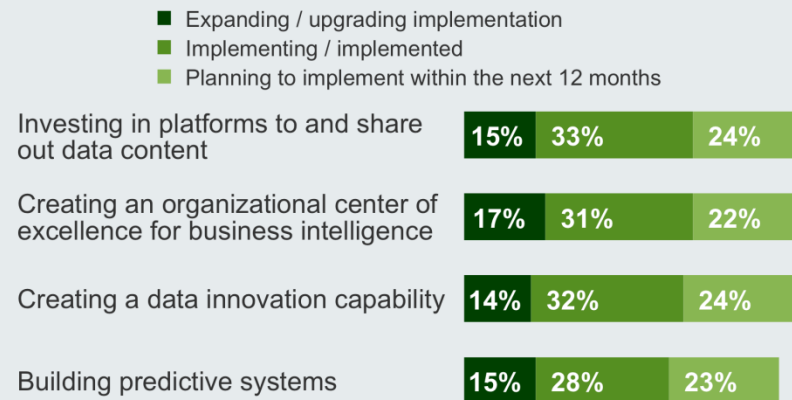 Expanding / upgrading implementation
Implementing / implemented
Planning to implement within the next 12 months
Investing in platforms to and share
out data content
15% 33% 24%
Creating an organizational center of
excellence for business intelligence
17% 31% 22%
Creating a data innovation capability
14% 32% 24%
Building predictive systems
15% 28% 23%